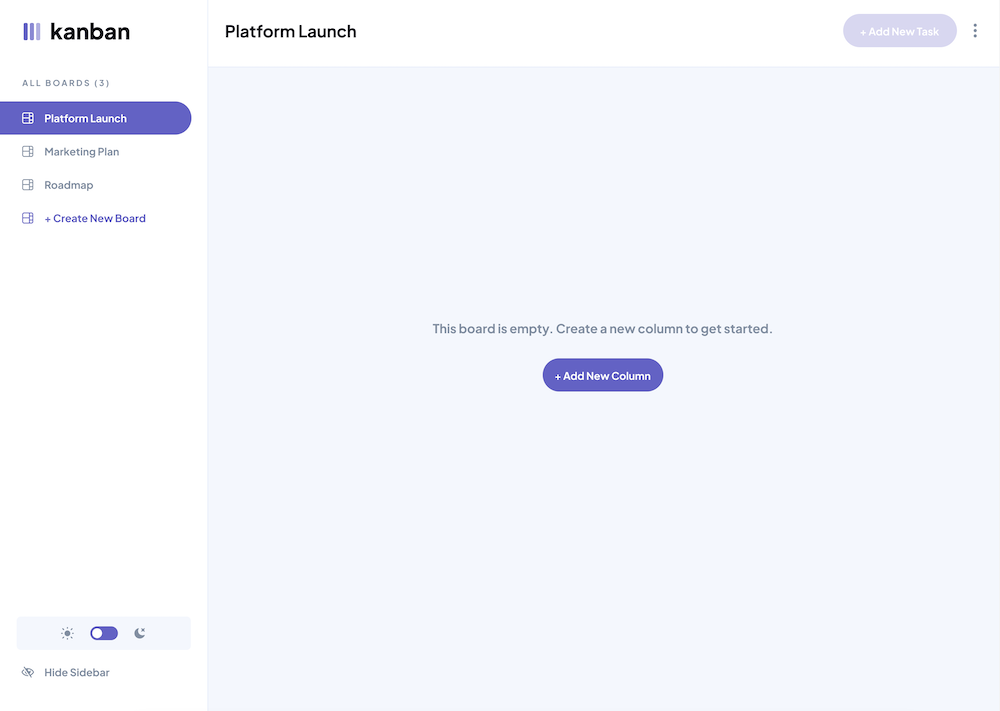 kanban
Platform Launch
+ Add New Task
ALL BOARDS (3)
Platform Launch
Marketing Plan
Roadmap
+ Create New Board
This board is empty. Create a new column to get started.
+ Add New Column
Hide Sidebar